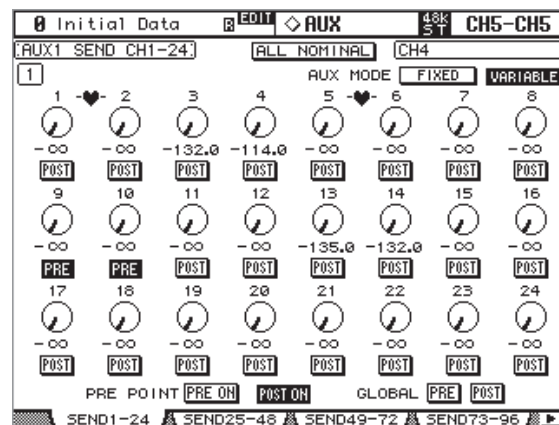 0 Initial Data R EDIT ◇AUX 48K ST CH5-CH5
AUX1 SEND CH1-24 ALL NOMINAL CH4
1 AUX MODE FIXED VARIABLE
1 -♥- 2 3 4 5 -♥- 6 7 8
-∞ -∞ -132.0 -114.0 -∞ -∞ -∞ -∞
POST POST POST POST POST POST POST POST
9 10 11 12 13 14 15 16
-∞ -∞ -∞ -∞ -135.0 -132.0 -∞ -∞
PRE PRE POST POST POST POST POST POST
17 18 19 20 21 22 23 24
-∞ -∞ -∞ -∞ -∞ -∞ -∞ -∞
POST POST POST POST POST POST POST POST
PRE POINT PRE ON POST ON GLOBAL PRE POST
SEND1-24 SEND25-48 SEND49-72 SEND73-96